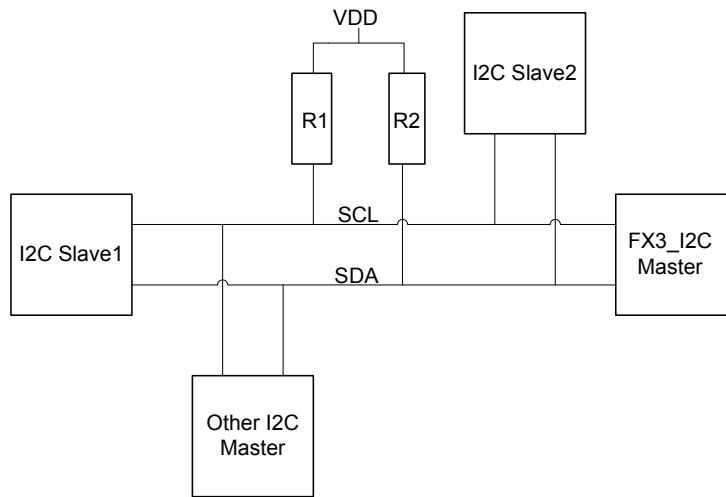 VDD
I2C Slave2
R1
R2
SCL
I2C Slave1
FX3_I2C
Master
SDA
Other I2C
Master